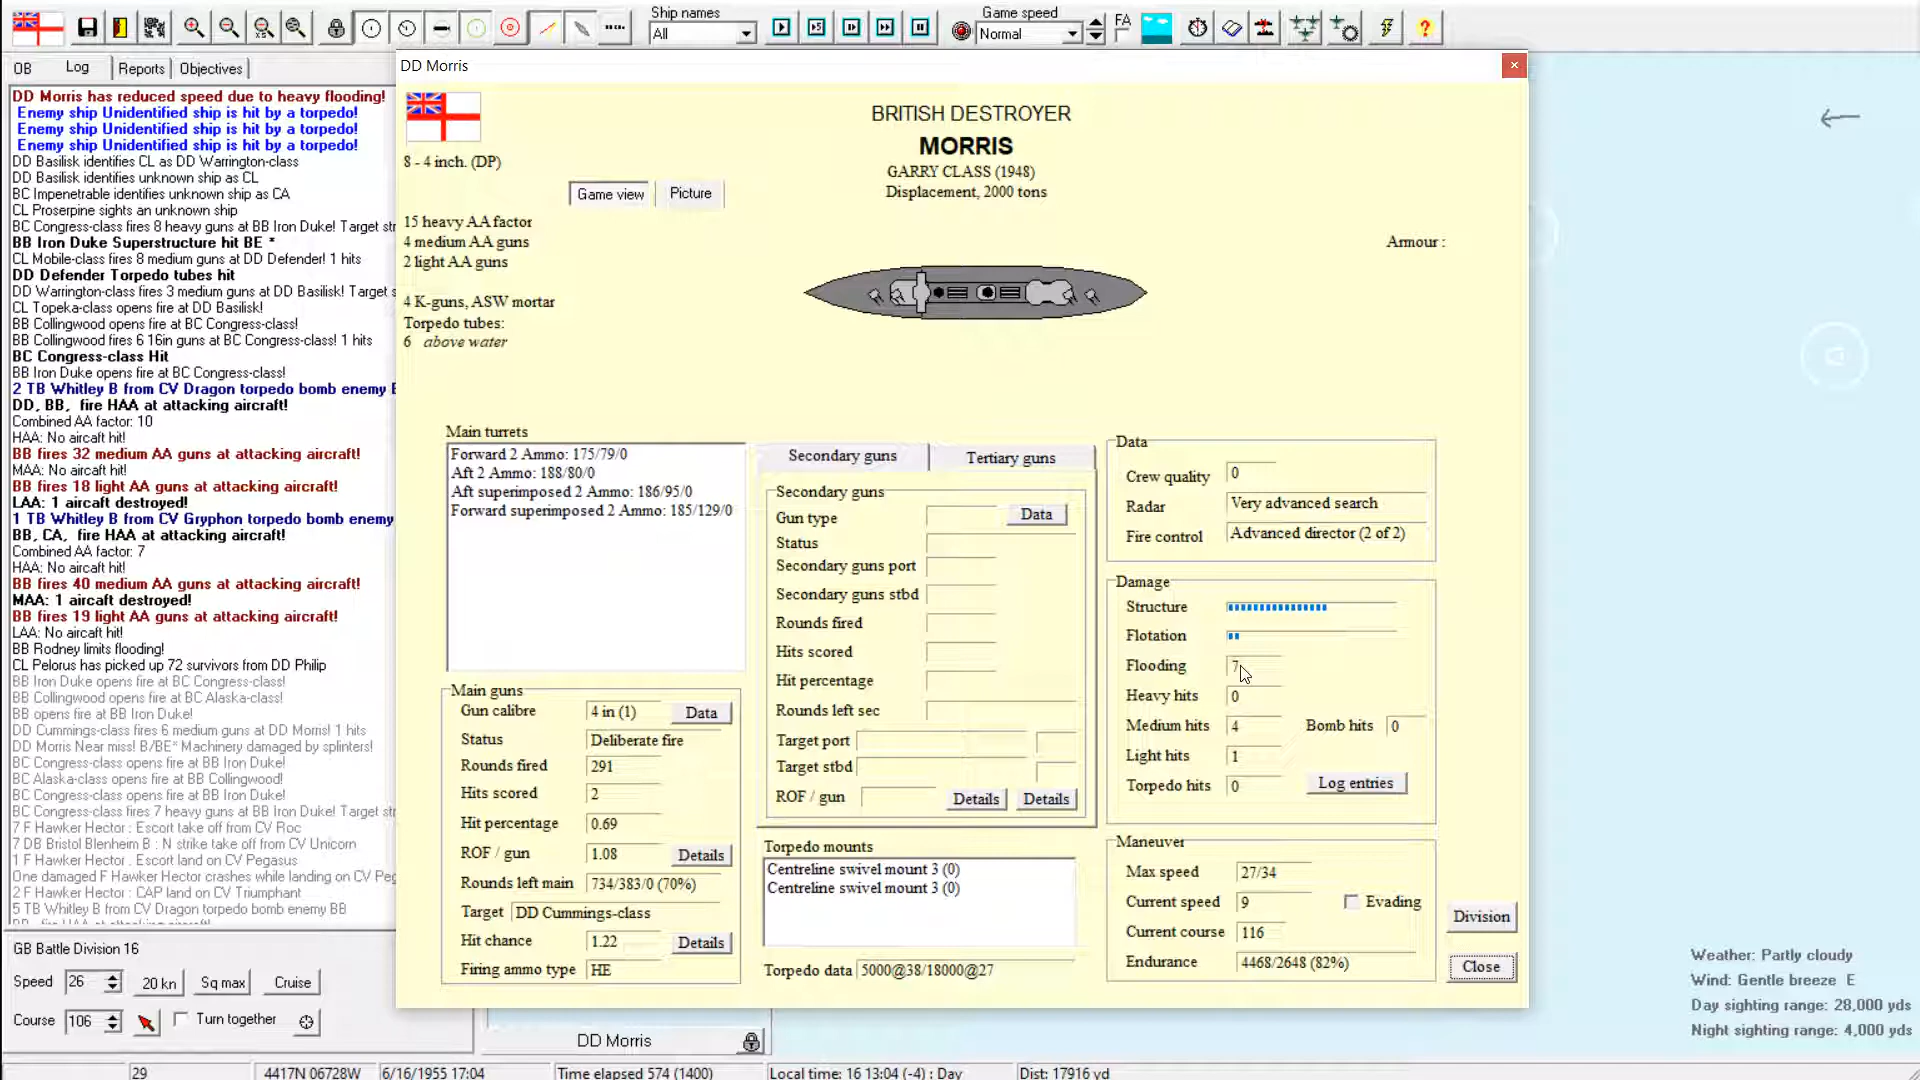 Ship names
All
Game speed
Normal
FA
OB
Log
Reports
Objectives
DD Morris has reduced speed due to heavy flooding!
Enemy ship Unidentified ship is hit by a torpedo!
Enemy ship Unidentified ship is hit by a torpedo!
Enemy ship Unidentified ship is hit by a torpedo!
DD Basilisk identifies CL as DD Warrington-class
DD Basilisk identifies unknown ship as CL
BC Impenetrable identifies unknown ship as CA
CL Proserpine sights an unknown ship
BC Congress-class fires 8 heavy guns at BB Iron Duke! Target str
BB Iron Duke Superstructure hit BE *
CL Mobile-class fires 8 medium guns at DD Defender! 1 hits
DD Defender Torpedo tubes hit
DD Warrington-class fires 3 medium guns at DD Basilisk! Target s
CL Topeka-class opens fire at DD Basilisk!
BB Collingwood opens fire at BC Congress-class!
BB Collingwood fires 6 16in guns at BC Congress-class! 1 hits
BC Congress-class Hit
BB Iron Duke opens fire at BC Congress-class!
2 TB Whitley B from CV Dragon torpedo bomb enemy
DD, BB, fire HAA at attacking aircraft!
Combined AA factor: 10
HAA: No aircaft hit!
BB fires 32 medium AA guns at attacking aircraft!
MAA: No aircaft hit!
BB fires 18 light AA guns at attacking aircraft!
LAA: 1 aircaft destroyed!
1 TB Whitley B from CV Gryphon torpedo bomb enemy
BB, CA, fire HAA at attacking aircraft!
Combined AA factor: 7
HAA: No aircaft hit!
BB fires 40 medium AA guns at attacking aircraft!
MAA: 1 aircaft destroyed!
BB fires 19 light AA guns at attacking aircraft!
LAA: No aircaft hit!
BB Rodney limits flooding!
CL Pelorus has picked up 72 survivors from DD Philip
BB Iron Duke opens fire at BC Congress-class!
BB Collingwood opens fire at BC Alaska-class!
BB opens fire at BB Iron Duke!
DD Cummings-class fires 6 medium guns at DD Morris! 1 hits
DD Morris Near miss! B/BE* Machinery damaged by splinters!
BC Congress-class opens fire at BB Iron Duke!
BC Alaska-class opens fire at BB Collingwood!
BC Congress-class opens fire at BB Iron Duke!
BC Congress-class fires 7 heavy guns at BB Iron Duke! Target str
7 F Hawker Hector : Escort take off from CV Roc
7 DB Bristol Blenheim B : N strike take off from CV Unicorn
1 F Hawker Hector : Escort land on CV Pegasus
One damaged F Hawker Hector crashes while landing on CV Peg
2 F Hawker Hector : CAP land on CV Triumphant
5 TB Whitley B from CV Dragon torpedo bomb enemy BB
GB Battle Division 16
Speed 26 20 kn Sq max Cruise
Course 106 Turn together
DD Morris
BRITISH DESTROYER
MORRIS
GARRY CLASS (1948)
Displacement, 2000 tons
8 - 4 inch. (DP)
Game view
Picture
15 heavy AA factor
4 medium AA guns
2 light AA guns
4 K-guns, ASW mortar
Torpedo tubes:
6 above water
Armour :
Main turrets
Forward 2 Ammo: 175/79/0
Aft 2 Ammo: 188/80/0
Aft superimposed 2 Ammo: 186/95/0
Forward superimposed 2 Ammo: 185/129/0
Main guns
Gun calibre 4 in (1) Data
Status Deliberate fire
Rounds fired 291
Hits scored 2
Hit percentage 0.69
ROF / gun 1.08 Details
Rounds left main 734/383/0 (70%)
Target DD Cummings-class
Hit chance 1.22 Details
Firing ammo type HE
Secondary guns
Tertiary guns
Secondary guns
Gun type Data
Status
Secondary guns port
Secondary guns stbd
Rounds fired
Hits scored
Hit percentage
Rounds left sec
Target port
Target stbd
ROF / gun Details Details
Torpedo mounts
Centreline swivel mount 3 (0)
Centreline swivel mount 3 (0)
Torpedo data 5000@38/18000@27
Data
Crew quality 0
Radar Very advanced search
Fire control Advanced director (2 of 2)
Damage
Structure
Flotation
Flooding 7
Heavy hits 0
Medium hits 4 Bomb hits 0
Light hits 1
Torpedo hits 0 Log entries
Maneuver
Max speed 27/34
Current speed 9 Evading
Current course 116
Endurance 4468/2648 (82%)
Division
Close
DD Morris
Weather: Partly cloudy
Wind: Gentle breeze E
Day sighting range: 28,000 yds
Night sighting range: 4,000 yds
29 4417N 06728W 6/16/1955 17:04 Time elapsed 574 (1400) Local time: 16 13:04 (-4) : Day Dist: 17916 yd